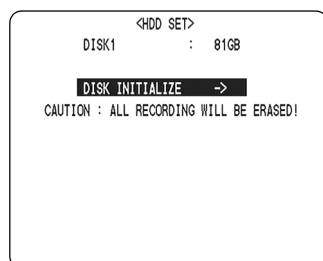 <HDD SET>
DISK1 : 81GB
DISK INITIALIZE ->
CAUTION : ALL RECORDING WILL BE ERASED!